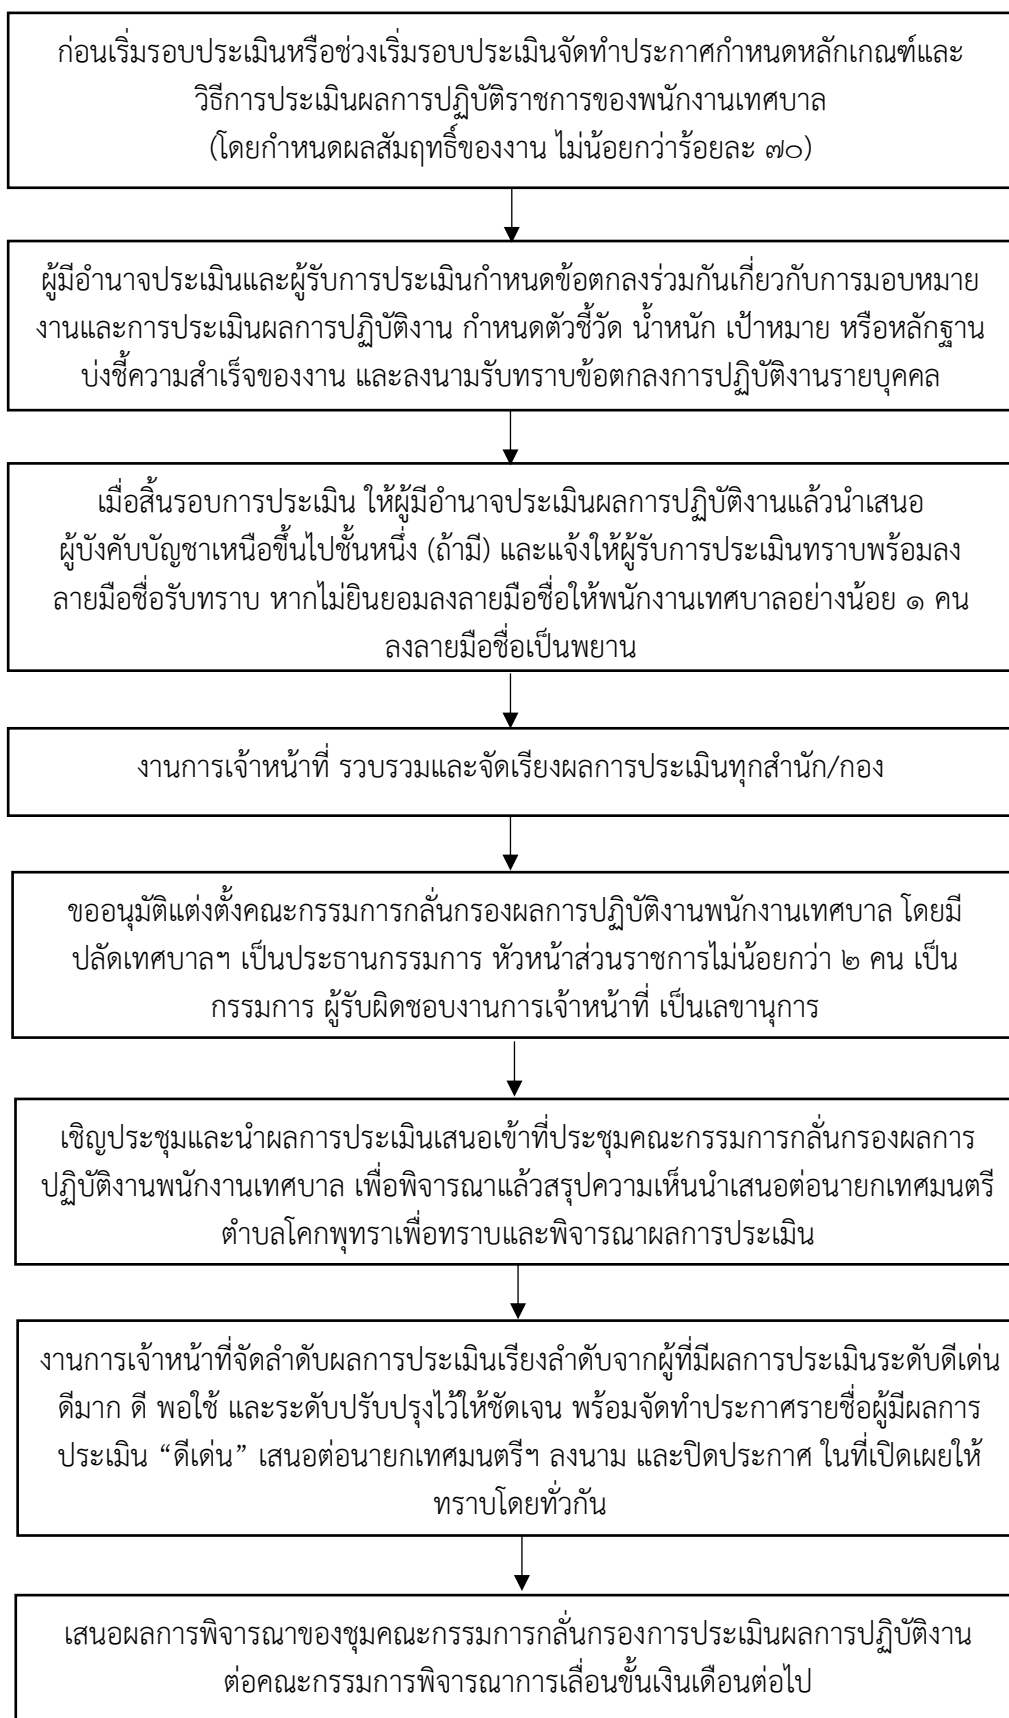 ก่อนเริ่มรอบประเมินหรือช่วงเริ่มรอบประเมินจัดทำประกาศกำหนดหลักเกณฑ์และ
วิธีการประเมินผลการปฏิบัติราชการของพนักงานเทศบาล
(โดยกำหนดผลสัมฤทธิ์ของงาน ไม่น้อยกว่าร้อยละ ๗๐)
ผู้มีอำนาจประเมินและผู้รับการประเมินกำหนดข้อตกลงร่วมกันเกี่ยวกับการมอบหมาย
งานและการประเมินผลการปฏิบัติงาน กำหนดตัวชี้วัด น้ำหนัก เป้าหมาย หรือหลักฐาน
บ่งชี้ความสำเร็จของงาน และลงนามรับทราบข้อตกลงการปฏิบัติงานรายบุคคล
เมื่อสิ้นรอบการประเมิน ให้ผู้มีอำนาจประเมินผลการปฏิบัติงานแล้วนำเสนอ
ผู้บังคับบัญชาเหนือขึ้นไปชั้นหนึ่ง (ถ้ามี) และแจ้งให้ผู้รับการประเมินทราบพร้อมลง
ลายมือชื่อรับทราบ หากไม่ยินยอมลงลายมือชื่อให้พนักงานเทศบาลอย่างน้อย ๑ คน
ลงลายมือชื่อเป็นพยาน
งานการเจ้าหน้าที่ รวบรวมและจัดเรียงผลการประเมินทุกสำนัก/กอง
ขออนุมัติแต่งตั้งคณะกรรมการกลั่นกรองผลการปฏิบัติงานพนักงานเทศบาล โดยมี
ปลัดเทศบาลฯ เป็นประธานกรรมการ หัวหน้าส่วนราชการไม่น้อยกว่า ๒ คน เป็น
กรรมการ ผู้รับผิดชอบงานการเจ้าหน้าที่ เป็นเลขานุการ
เชิญประชุมและนำผลการประเมินเสนอเข้าที่ประชุมคณะกรรมการกลั่นกรองผลการ
ปฏิบัติงานพนักงานเทศบาล เพื่อพิจารณาแล้วสรุปความเห็นนำเสนอต่อนายกเทศมนตรี
ตำบลโคกพุทราเพื่อทราบและพิจารณาผลการประเมิน
งานการเจ้าหน้าที่จัดลำดับผลการประเมินเรียงลำดับจากผู้ที่มีผลการประเมินระดับดีเด่น
ดีมาก ดี พอใช้ และระดับปรับปรุงไว้ให้ชัดเจน พร้อมจัดทำประกาศรายชื่อผู้มีผลการ
ประเมิน “ดีเด่น” เสนอต่อนายกเทศมนตรีฯ ลงนาม และปิดประกาศ ในที่เปิดเผยให้
ทราบโดยทั่วกัน
เสนอผลการพิจารณาของชุมคณะกรรมการกลั่นกรองการประเมินผลการปฏิบัติงาน
ต่อคณะกรรมการพิจารณาการเลื่อนขั้นเงินเดือนต่อไป